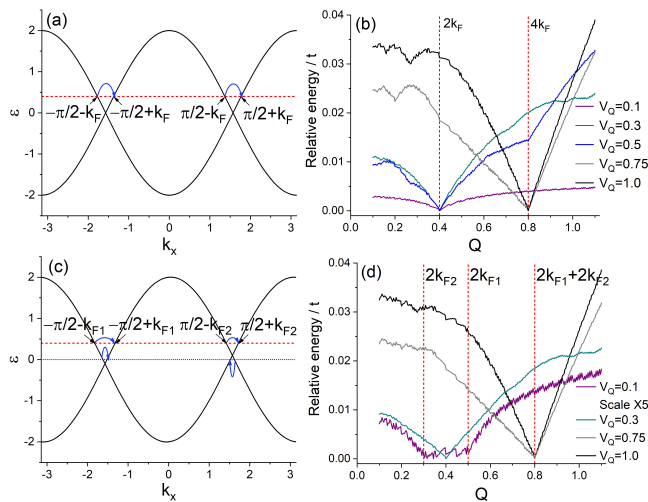 (a)
ε
2
1
0
-1
-2
-π/2-k_F
-π/2+k_F
π/2-k_F
π/2+k_F
-3 -2 -1 0 1 2 3
k_x
(b)
Relative energy / t
0.04
0.03
0.02
0.01
0.00
2k_F
4k_F
V_Q=0.1
V_Q=0.3
V_Q=0.5
V_Q=0.75
V_Q=1.0
0.0 0.2 0.4 0.6 0.8 1.0
Q
(c)
ε
2
1
0
-1
-2
-π/2-k_F1
-π/2+k_F1
π/2-k_F2
π/2+k_F2
-3 -2 -1 0 1 2 3
k_x
(d)
Relative energy / t
0.04
0.03
0.02
0.01
0.00
2k_F2
2k_F1
2k_F1+2k_F2
V_Q=0.1
Scale X5
V_Q=0.3
V_Q=0.75
V_Q=1.0
0.0 0.2 0.4 0.6 0.8 1.0
Q